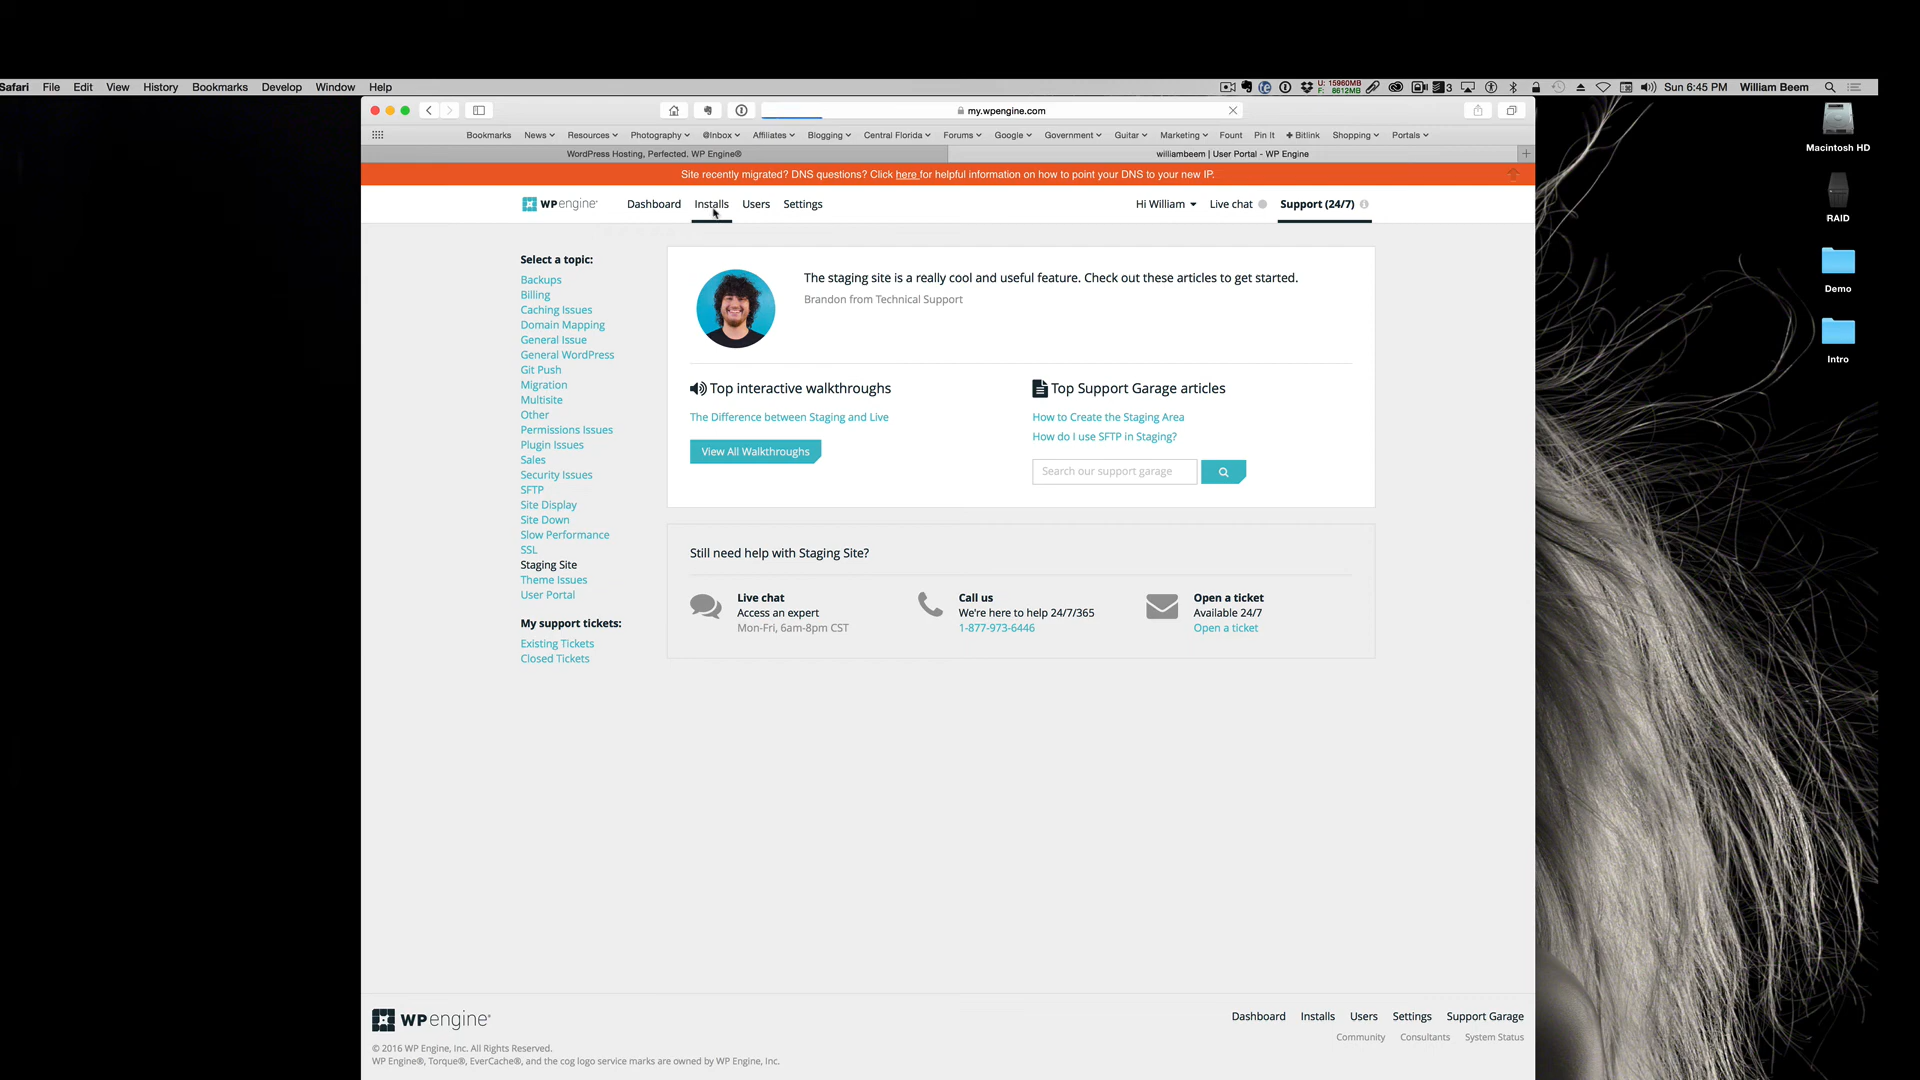 Safari File Edit View History Bookmarks Develop Window Help
U: 15960MB
F: 8612MB
3
Sun 6:45 PM William Beem
my.wpengine.com
Bookmarks News Resources Photography @Inbox Affiliates Blogging Central Florida Forums Google Government Guitar Marketing Fount Pin It Bitlink Shopping Portals
WordPress Hosting, Perfected. WP Engine®
williambeem | User Portal - WP Engine
Site recently migrated? DNS questions? Click here for helpful information on how to point your DNS to your new IP.
WPengine® Dashboard Installs Users Settings Hi William Live chat Support (24/7)
Select a topic:
Backups
Billing
Caching Issues
Domain Mapping
General Issue
General WordPress
Git Push
Migration
Multisite
Other
Permissions Issues
Plugin Issues
Sales
Security Issues
SFTP
Site Display
Site Down
Slow Performance
SSL
Staging Site
Theme Issues
User Portal
My support tickets:
Existing Tickets
Closed Tickets
The staging site is a really cool and useful feature. Check out these articles to get started.
Brandon from Technical Support
Top interactive walkthroughs
The Difference between Staging and Live
View All Walkthroughs
Top Support Garage articles
How to Create the Staging Area
How do I use SFTP in Staging?
Search our support garage
Still need help with Staging Site?
Live chat
Access an expert
Mon-Fri, 6am-8pm CST
Call us
We're here to help 24/7/365
1-877-973-6446
Open a ticket
Available 24/7
Open a ticket
Macintosh HD
RAID
Demo
Intro
WPengine®
Dashboard Installs Users Settings Support Garage
Community Consultants System Status
© 2016 WP Engine, Inc. All Rights Reserved.
WP Engine®, Torque®, EverCache®, and the cog logo service marks are owned by WP Engine, Inc.